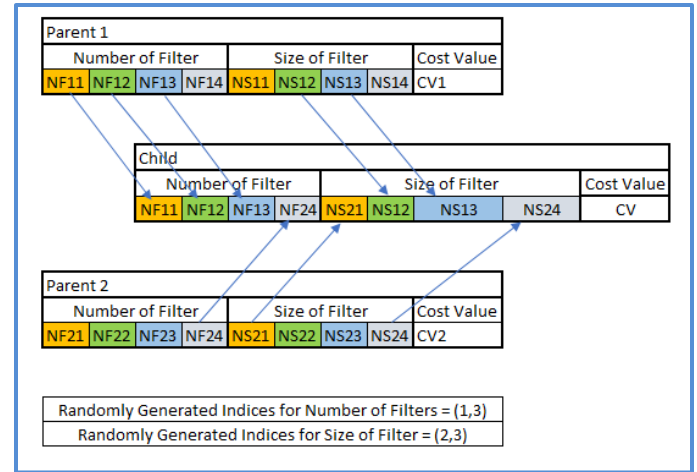 Parent 1
Number of Filter Size of Filter Cost Value
NF11 NF12 NF13 NF14 NS11 NS12 NS13 NS14 CV1
Child
Number of Filter Size of Filter Cost Value
NF11 NF12 NF13 NF24 NS21 NS12 NS13 NS24 CV
Parent 2
Number of Filter Size of Filter Cost Value
NF21 NF22 NF23 NF24 NS21 NS22 NS23 NS24 CV2
Randomly Generated Indices for Number of Filters = (1,3)
Randomly Generated Indices for Size of Filter = (2,3)